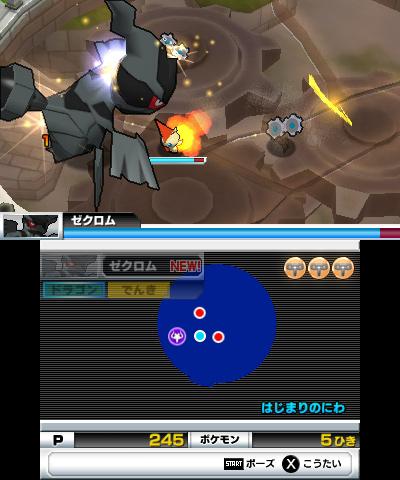 ゼクロム
ゼクロム NEW!
ドラゴン でんき
はじまりのにわ
P 245 ポケモン 5ひき
START ポーズ X こうたい